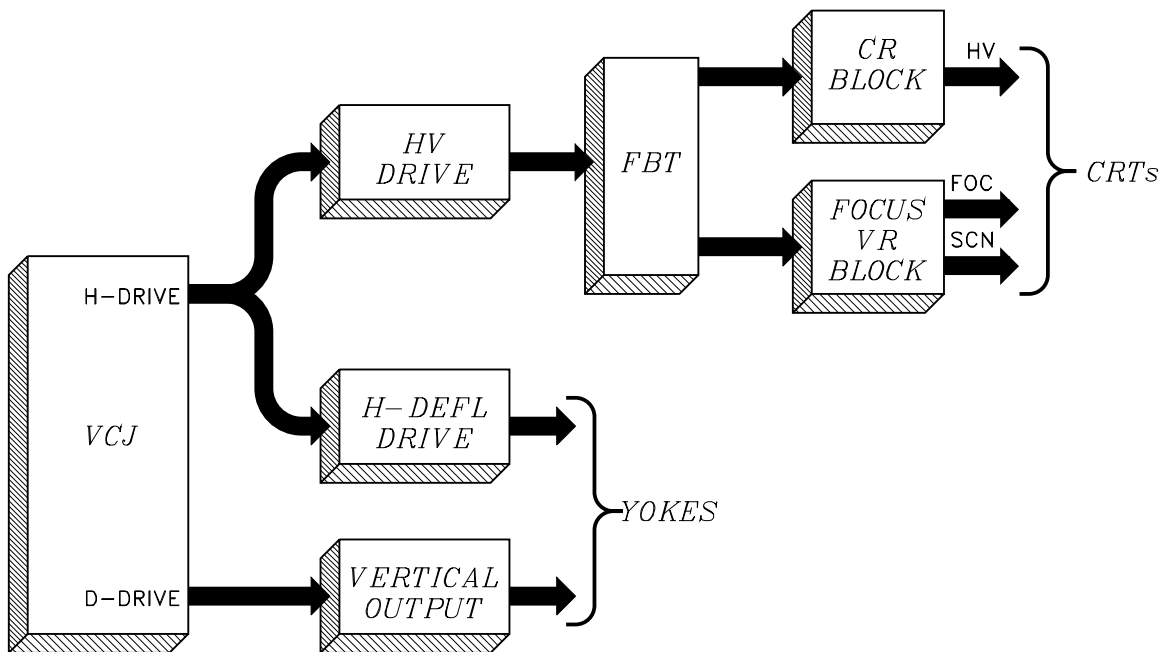 CR
BLOCK
HV
HV
DRIVE
FBT
CRTs
FOCUS
VR
BLOCK
FOC
SCN
H-DRIVE
VCJ
H-DEFL
DRIVE
YOKES
D-DRIVE
VERTICAL
OUTPUT